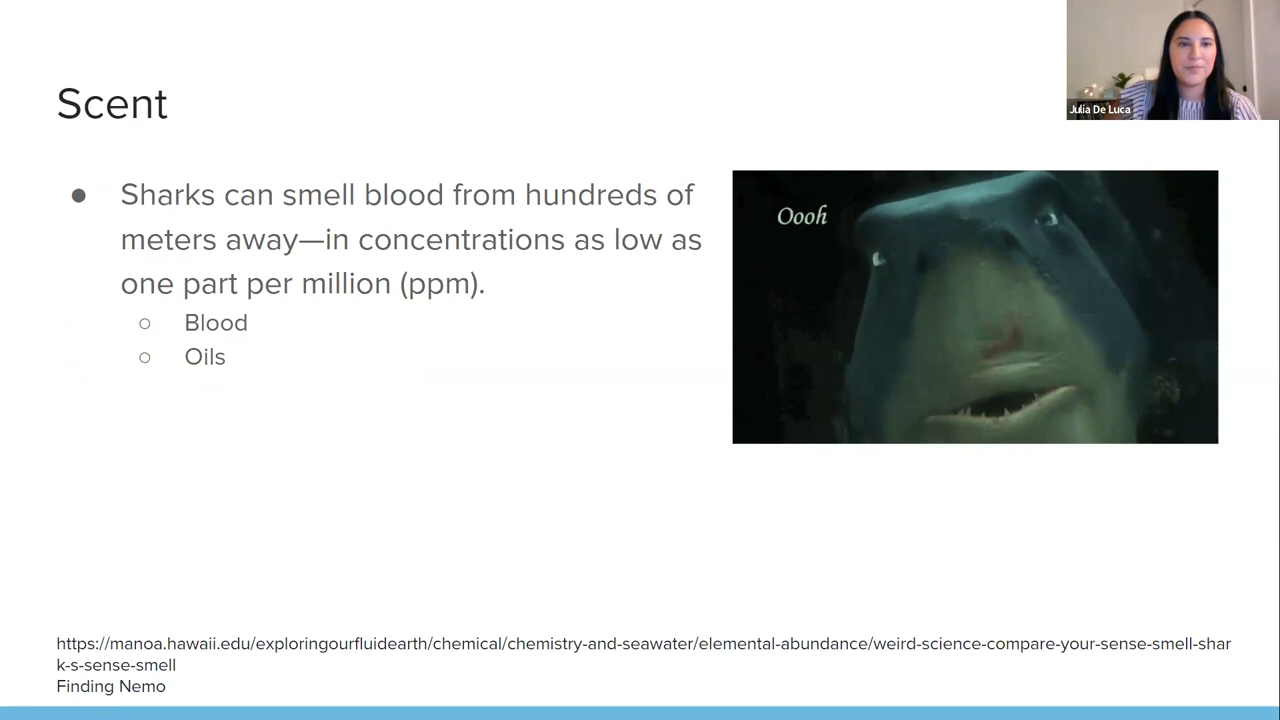 Julia De Luca
Scent
● Sharks can smell blood from hundreds of
meters away—in concentrations as low as
one part per million (ppm).
○ Blood
○ Oils
Oooh
https://manoa.hawaii.edu/exploringourfluidearth/chemical/chemistry-and-seawater/elemental-abundance/weird-science-compare-your-sense-smell-shar
k-s-sense-smell
Finding Nemo